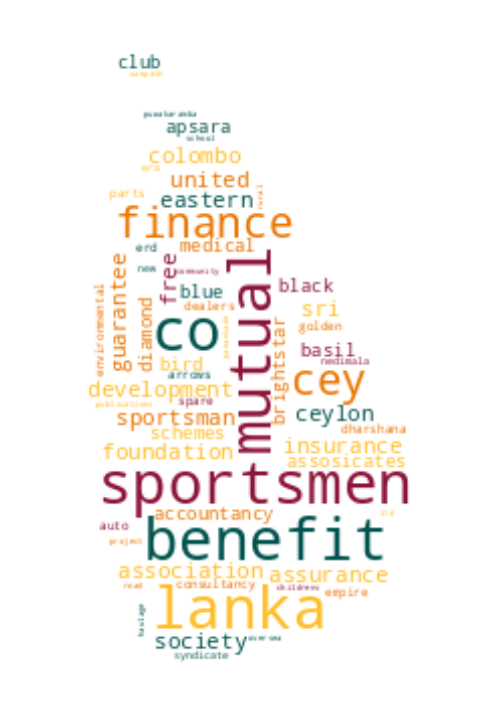 club
sampath
apsara
school
colombo
era
united
parts
eastern
rural
finance
erd
medical
new
community
free
mutual
guarantee
environmental
blue
black
dealers
diamond
sri
golden
co
brightstar
basil
nedimala
bird
arrows
cey
development
publications
spare
ceylon
sportsman
dharshana
schemes
foundation
insurance
assosicates
sportsmen
accountancy
ltd
auto
benefit
project
association
assurance
road
consultancy
childrens
empire
lanka
haulage
society
oversea
syndicate